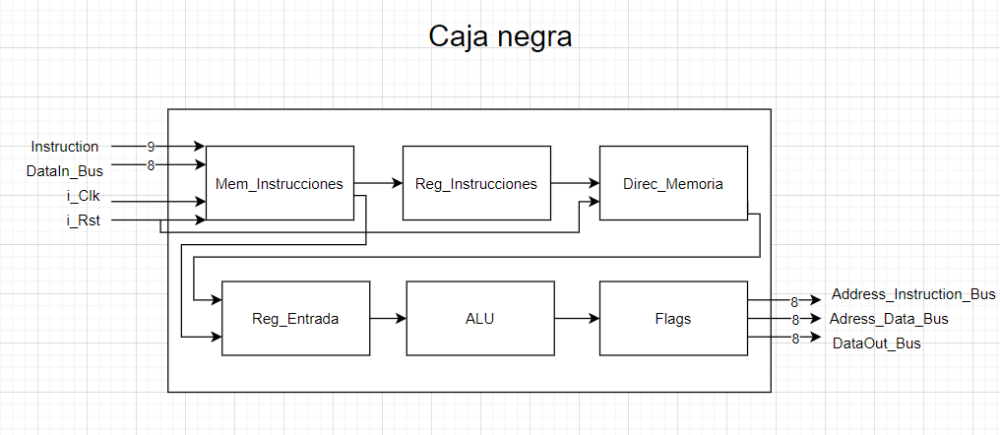 Caja negra
Instruction
9
DataIn_Bus
8
i_Clk
i_Rst
Mem_Instrucciones
Reg_Instrucciones
Direc_Memoria
Reg_Entrada
ALU
Flags
8
Address_Instruction_Bus
8
Adress_Data_Bus
8
DataOut_Bus